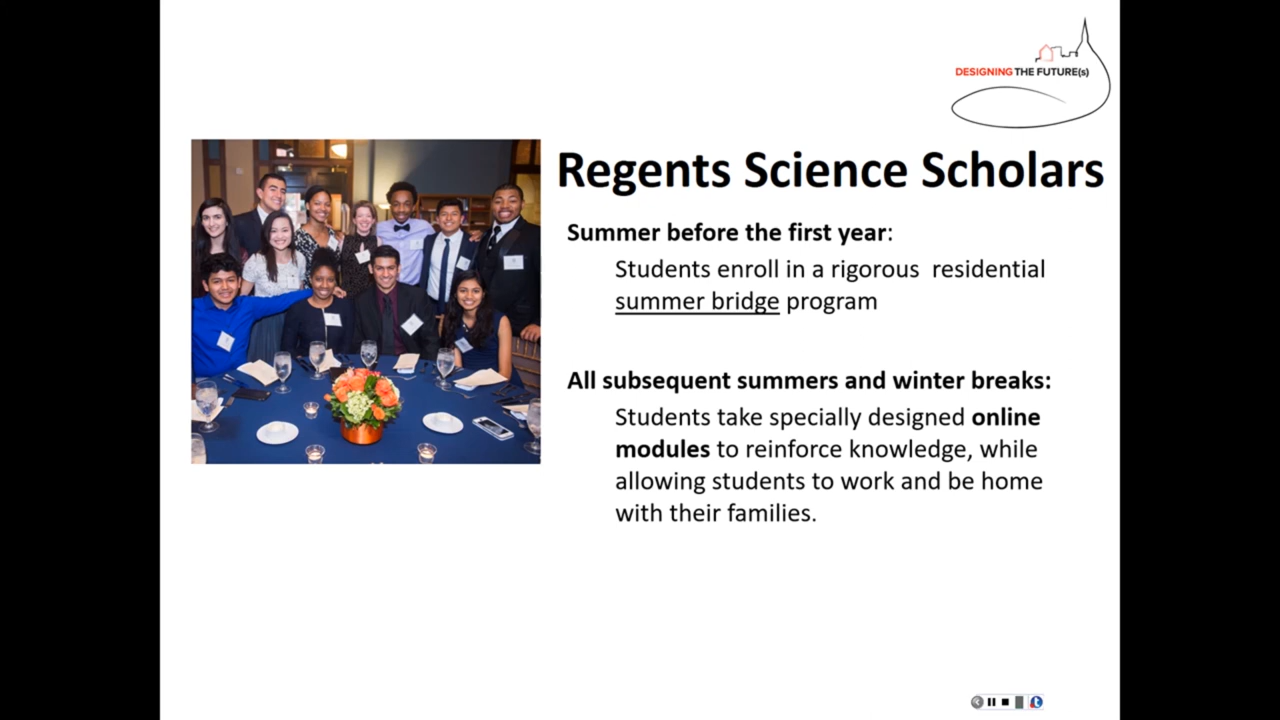 DESIGNING THE FUTURE(s)
Regents Science Scholars
Summer before the first year:
Students enroll in a rigorous  residential
summer bridge program
All subsequent summers and winter breaks:
Students take specially designed online
modules to reinforce knowledge, while
allowing students to work and be home
with their families.